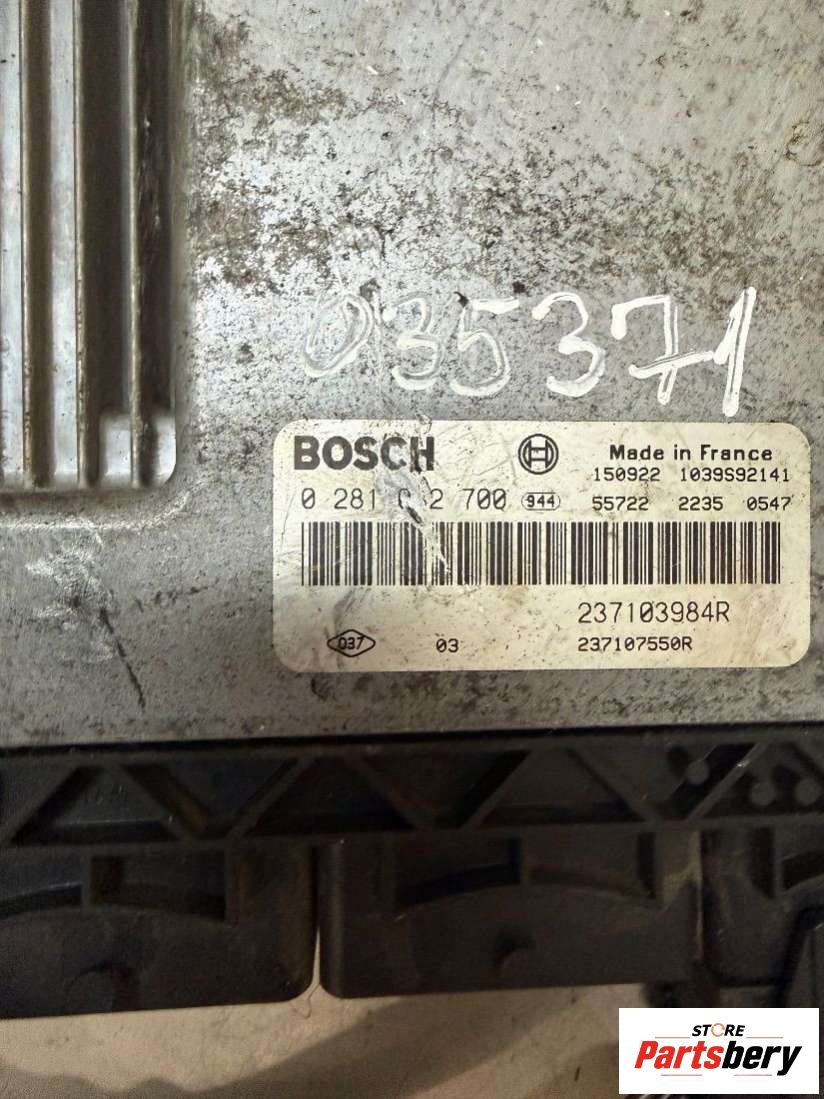 035371
BOSCH
Made in France
150922 1039S92141
0 281 2 700 944 55722 2235 0547
237103984R
037 03 237107550R
STORE
Partsbery